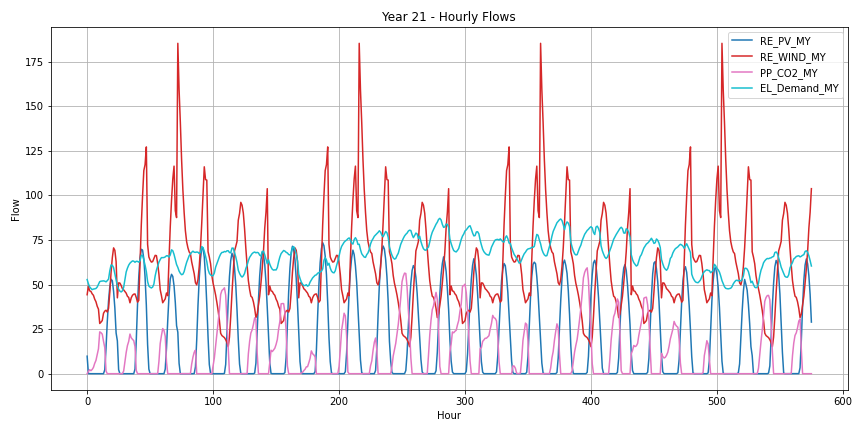 Year 21 - Hourly Flows
RE_PV_MY
RE_WIND_MY
PP_CO2_MY
EL_Demand_MY
175
150
125
100
75
50
25
0
Flow
0 100 200 300 400 500 600
Hour